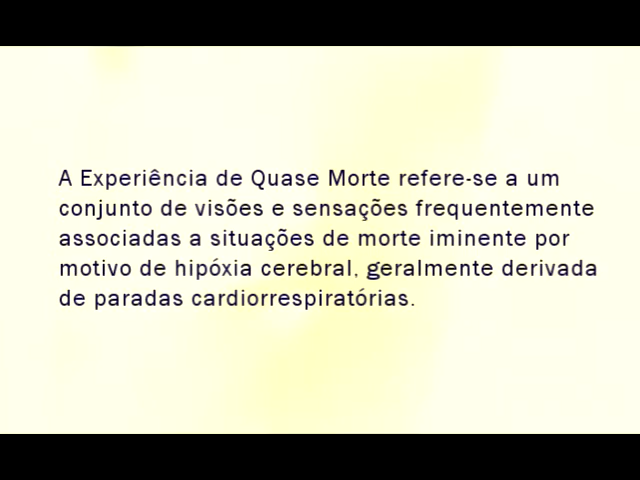 A Experiência de Quase Morte refere-se a um
conjunto de visões e sensações frequentemente
associadas a situações de morte iminente por
motivo de hipóxia cerebral, geralmente derivada
de paradas cardiorrespiratórias.